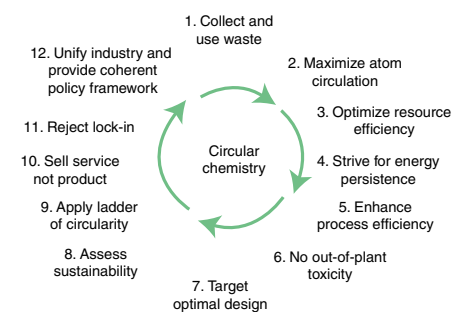 1. Collect and
use waste
2. Maximize atom
circulation
3. Optimize resource
efficiency
4. Strive for energy
persistence
5. Enhance
process efficiency
6. No out-of-plant
toxicity
7. Target
optimal design
8. Assess
sustainability
9. Apply ladder
of circularity
10. Sell service
not product
11. Reject lock-in
12. Unify industry and
provide coherent
policy framework
Circular
chemistry